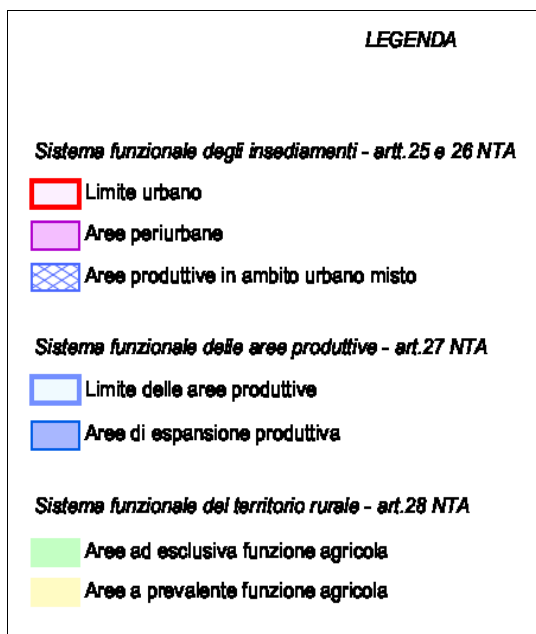 LEGENDA
Sistema funzionale degli insediamenti - artt.25 e 26 NTA
Limite urbano
Aree periurbane
Aree produttive in ambito urbano misto
Sistema funzionale delle aree produttive - art.27 NTA
Limite delle aree produttive
Aree di espansione produttiva
Sistema funzionale del territorio rurale - art.28 NTA
Aree ad esclusiva funzione agricola
Aree a prevalente funzione agricola